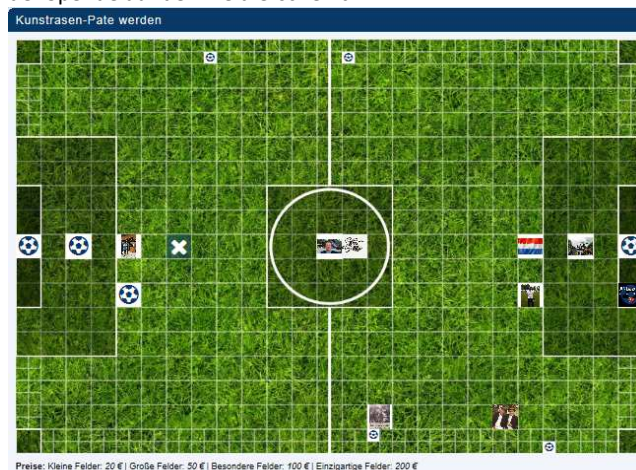 Kunstrasen-Pate werden
Preise: Kleine Felder: 20 € | Große Felder: 50 € | Besondere Felder: 100 € | Einzigartige Felder: 200 €